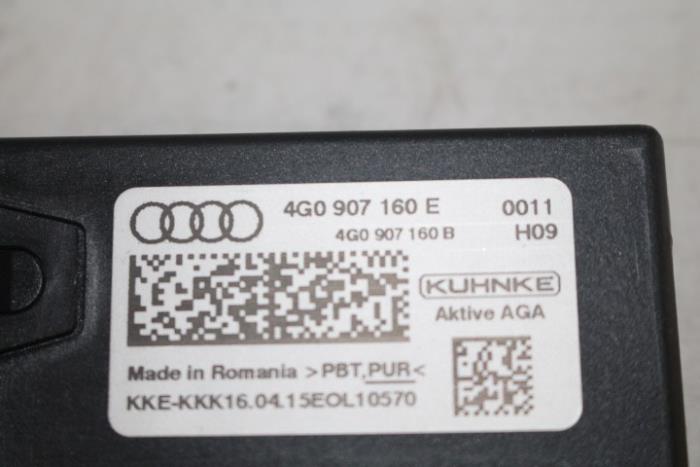 4G0 907 160 E 0011
4G0 907 160 B H09
KUHNKE
Aktive AGA
Made in Romania >PBT,PUR<
KKE-KKK16.04.15EOL10570